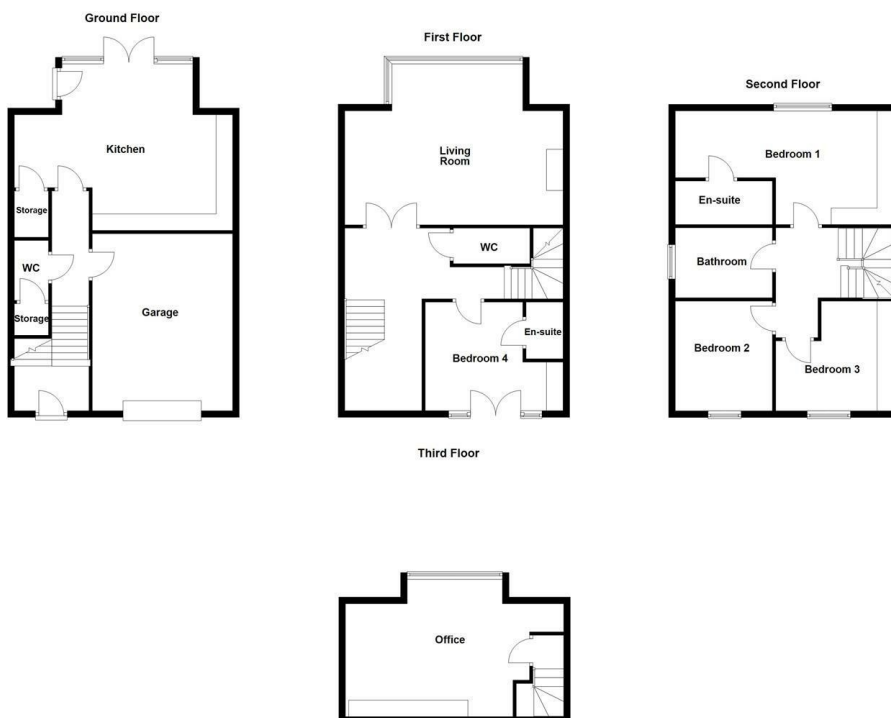 Ground Floor
Kitchen
Storage
WC
Storage
Garage
First Floor
Living
Room
WC
En-suite
Bedroom 4
Second Floor
Bedroom 1
En-suite
Bathroom
Bedroom 2
Bedroom 3
Third Floor
Office